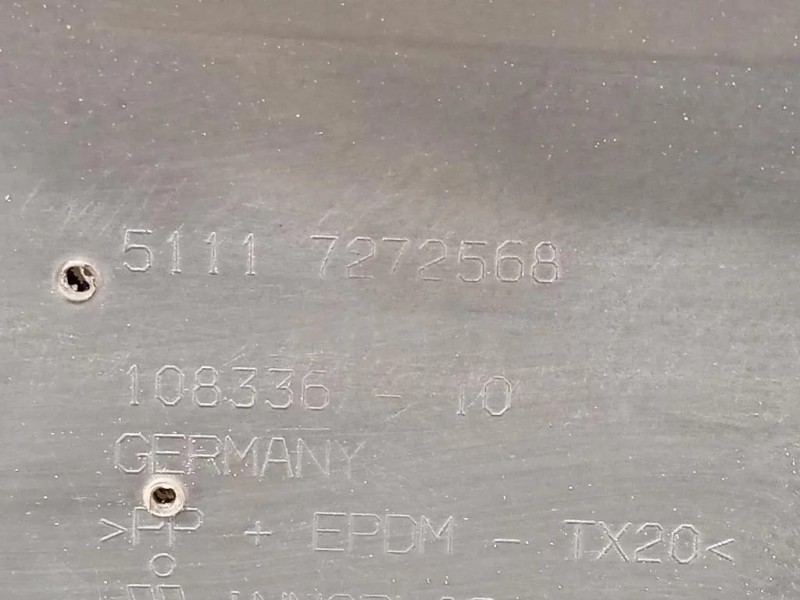 5111 7272568
108336 - 10
GERMANY
>PP + EPDM - TX20<